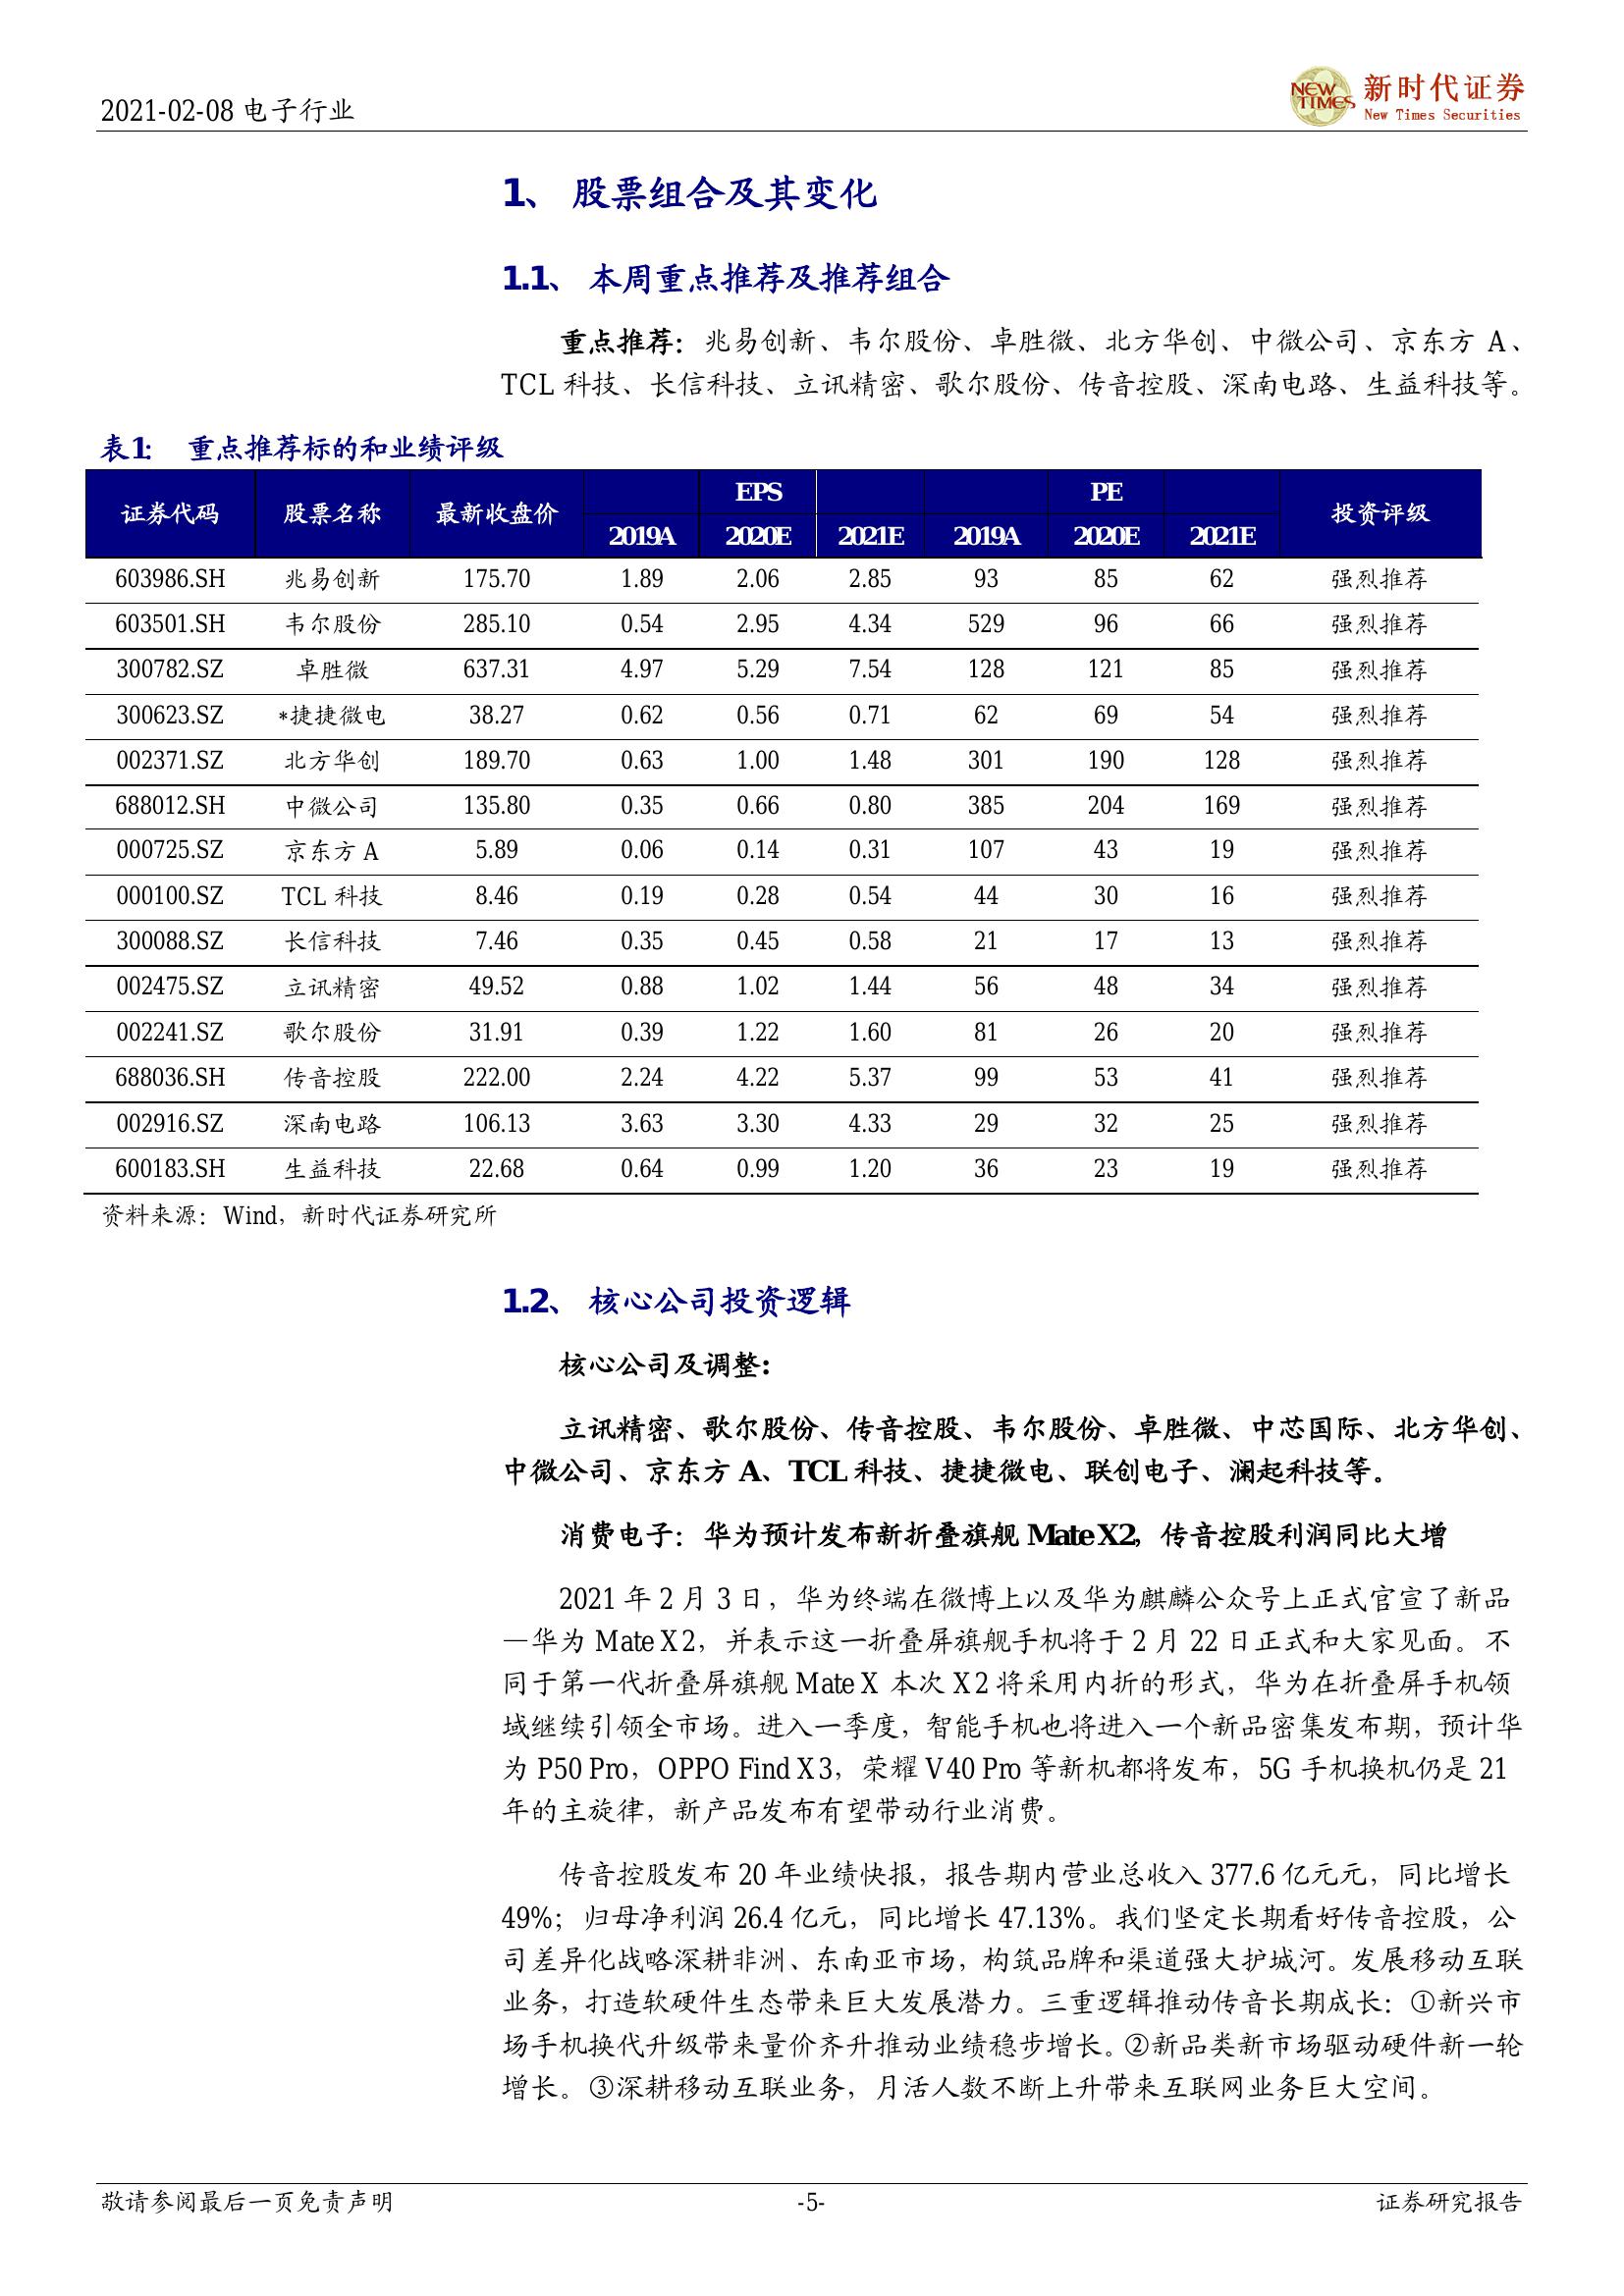 2021-02-08 电子行业
NEW TIMES 新时代证券
New Times Securities
1、 股票组合及其变化
1.1、 本周重点推荐及推荐组合
重点推荐：兆易创新、韦尔股份、卓胜微、北方华创、中微公司、京东方 A、
TCL 科技、长信科技、立讯精密、歌尔股份、传音控股、深南电路、生益科技等。
表1: 重点推荐标的和业绩评级
证券代码 股票名称 最新收盘价 EPS PE 投资评级
2019A 2020E 2021E 2019A 2020E 2021E
603986.SH 兆易创新 175.70 1.89 2.06 2.85 93 85 62 强烈推荐
603501.SH 韦尔股份 285.10 0.54 2.95 4.34 529 96 66 强烈推荐
300782.SZ 卓胜微 637.31 4.97 5.29 7.54 128 121 85 强烈推荐
300623.SZ *捷捷微电 38.27 0.62 0.56 0.71 62 69 54 强烈推荐
002371.SZ 北方华创 189.70 0.63 1.00 1.48 301 190 128 强烈推荐
688012.SH 中微公司 135.80 0.35 0.66 0.80 385 204 169 强烈推荐
000725.SZ 京东方 A 5.89 0.06 0.14 0.31 107 43 19 强烈推荐
000100.SZ TCL 科技 8.46 0.19 0.28 0.54 44 30 16 强烈推荐
300088.SZ 长信科技 7.46 0.35 0.45 0.58 21 17 13 强烈推荐
002475.SZ 立讯精密 49.52 0.88 1.02 1.44 56 48 34 强烈推荐
002241.SZ 歌尔股份 31.91 0.39 1.22 1.60 81 26 20 强烈推荐
688036.SH 传音控股 222.00 2.24 4.22 5.37 99 53 41 强烈推荐
002916.SZ 深南电路 106.13 3.63 3.30 4.33 29 32 25 强烈推荐
600183.SH 生益科技 22.68 0.64 0.99 1.20 36 23 19 强烈推荐
资料来源：Wind，新时代证券研究所
1.2、 核心公司投资逻辑
核心公司及调整：
立讯精密、歌尔股份、传音控股、韦尔股份、卓胜微、中芯国际、北方华创、
中微公司、京东方 A、TCL 科技、捷捷微电、联创电子、澜起科技等。
消费电子：华为预计发布新折叠旗舰 Mate X2，传音控股利润同比大增
2021 年 2 月 3 日，华为终端在微博上以及华为麒麟公众号上正式官宣了新品
—华为 Mate X2，并表示这一折叠屏旗舰手机将于 2 月 22 日正式和大家见面。不
同于第一代折叠屏旗舰 Mate X 本次 X2 将采用内折的形式，华为在折叠屏手机领
域继续引领全市场。进入一季度，智能手机也将进入一个新品密集发布期，预计华
为 P50 Pro，OPPO Find X3，荣耀 V40 Pro 等新机都将发布，5G 手机换机仍是 21
年的主旋律，新产品发布有望带动行业消费。
传音控股发布 20 年业绩快报，报告期内营业总收入 377.6 亿元元，同比增长
49%；归母净利润 26.4 亿元，同比增长 47.13%。我们坚定长期看好传音控股，公
司差异化战略深耕非洲、东南亚市场，构筑品牌和渠道强大护城河。发展移动互联
业务，打造软硬件生态带来巨大发展潜力。三重逻辑推动传音长期成长：①新兴市
场手机换代升级带来量价齐升推动业绩稳步增长。②新品类新市场驱动硬件新一轮
增长。③深耕移动互联业务，月活人数不断上升带来互联网业务巨大空间。
敬请参阅最后一页免责声明 -5- 证券研究报告